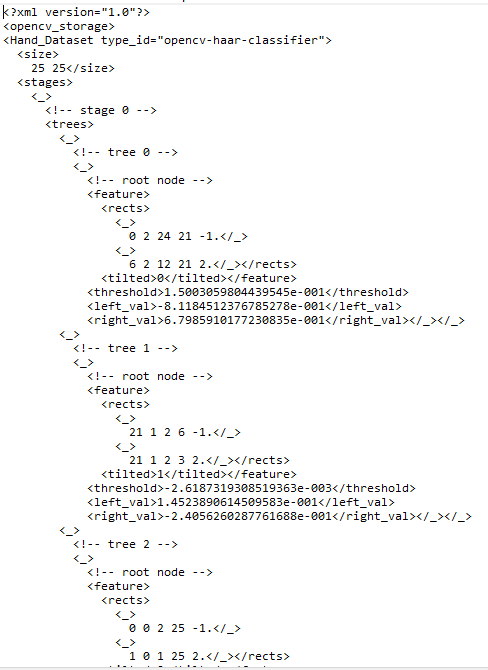 <?xml version="1.0"?>
<opencv_storage>
<Hand_Dataset type_id="opencv-haar-classifier">
  <size>
    25 25</size>
  <stages>
    <_>
      <!-- stage 0 -->
      <trees>
        <_>
          <!-- tree 0 -->
          <_>
            <!-- root node -->
            <feature>
              <rects>
                <_>
                  0 2 24 21 -1.</_>
                <_>
                  6 2 12 21 2.</_></rects>
              <tilted>0</tilted></feature>
            <threshold>1.5003059804439545e-001</threshold>
            <left_val>-8.1184512376785278e-001</left_val>
            <right_val>6.7985910177230835e-001</right_val></_></_>
        <_>
          <!-- tree 1 -->
          <_>
            <!-- root node -->
            <feature>
              <rects>
                <_>
                  21 1 2 6 -1.</_>
                <_>
                  21 1 2 3 2.</_></rects>
              <tilted>1</tilted></feature>
            <threshold>-2.6187319308519363e-003</threshold>
            <left_val>1.4523890614509583e-001</left_val>
            <right_val>-2.4056260287761688e-001</right_val></_></_>
        <_>
          <!-- tree 2 -->
          <_>
            <!-- root node -->
            <feature>
              <rects>
                <_>
                  0 0 2 25 -1.</_>
                <_>
                  1 0 1 25 2.</_></rects>